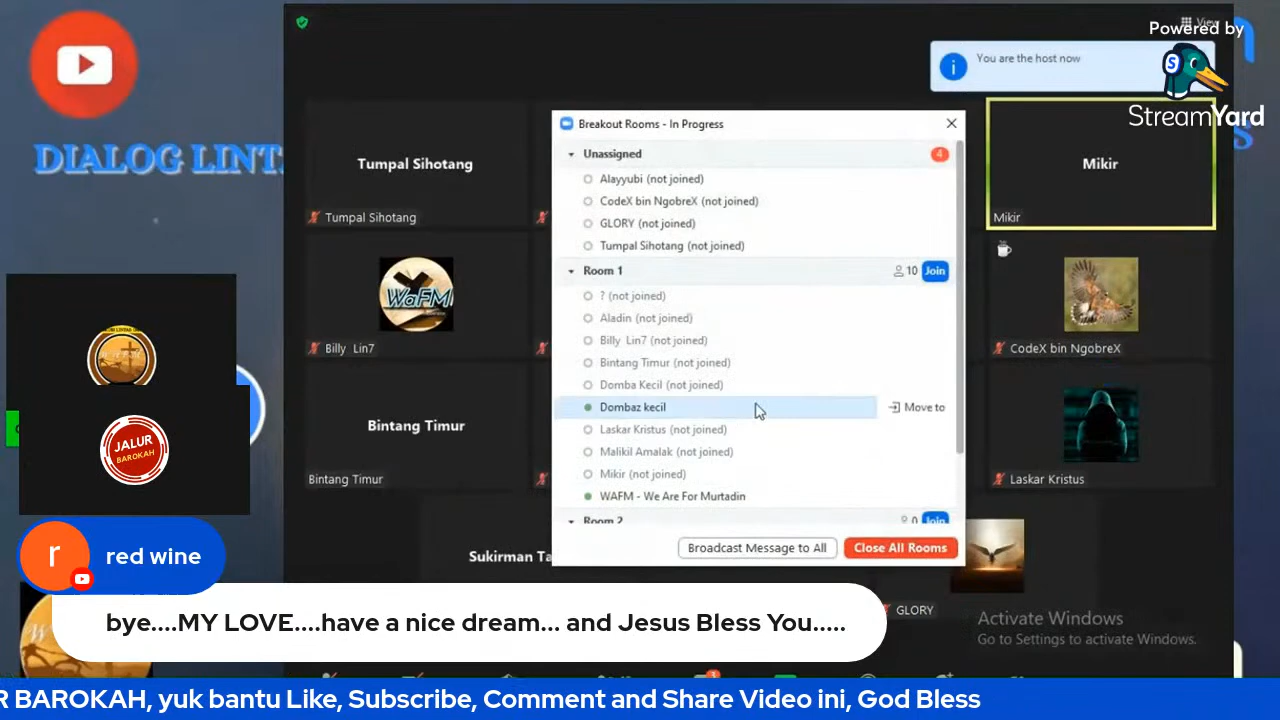 Powered by
StreamYard
View
You are the host now
DIALOG LINT
Breakout Rooms - In Progress
Unassigned
4
Alayyubi (not joined)
CodeX bin NgobreX (not joined)
GLORY (not joined)
Tumpal Sihotang (not joined)
Room 1
10
Join
? (not joined)
Aladin (not joined)
Billy Lin7 (not joined)
Bintang Timur (not joined)
Domba Kecil (not joined)
Dombaz kecil
Move to
Laskar Kristus (not joined)
Malikil Amalak (not joined)
Mikir (not joined)
WAFM - We Are For Murtadin
Room 2
0
Join
Broadcast Message to All
Close All Rooms
Tumpal Sihotang
Tumpal Sihotang
Mikir
Mikir
WaFM
Billy Lin7
CodeX bin NgobreX
Bintang Timur
Bintang Timur
Laskar Kristus
Sukirman Ta
GLORY
JALUR
BAROKAH
Activate Windows
Go to Settings to activate Windows.
r
red wine
bye....MY LOVE....have a nice dream... and Jesus Bless You.....
R BAROKAH, yuk bantu Like, Subscribe, Comment and Share Video ini, God Bless